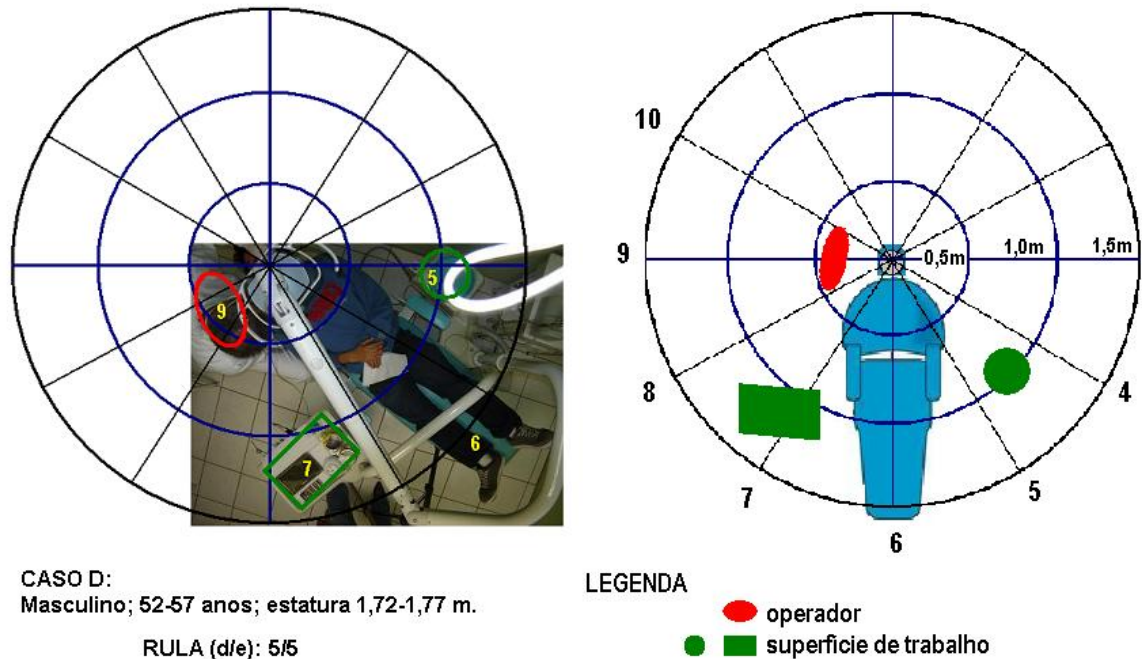 9
5
7
6
10
9
8
7
6
5
4
0,5m
1,0m
1,5m
CASO D:
Masculino; 52-57 anos; estatura 1,72-1,77 m.
RULA (d/e): 5/5
LEGENDA
operador
superficie de trabalho